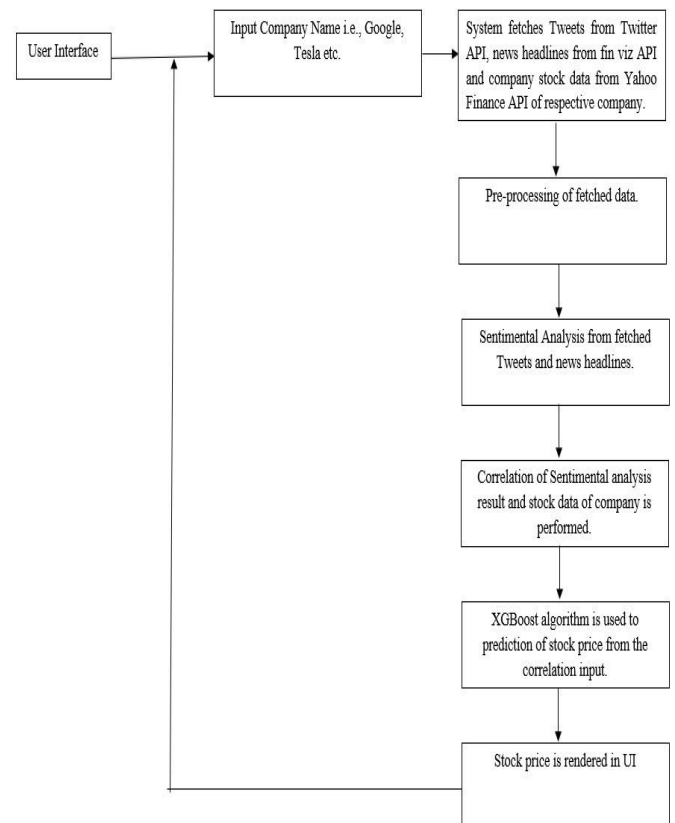 User Interface
Input Company Name i.e., Google,
Tesla etc.
System fetches Tweets from Twitter
API, news headlines from fin viz API
and company stock data from Yahoo
Finance API of respective company.
Pre-processing of fetched data.
Sentimental Analysis from fetched
Tweets and news headlines.
Correlation of Sentimental analysis
result and stock data of company is
performed.
XGBoost algorithm is used to
prediction of stock price from the
correlation input.
Stock price is rendered in UI